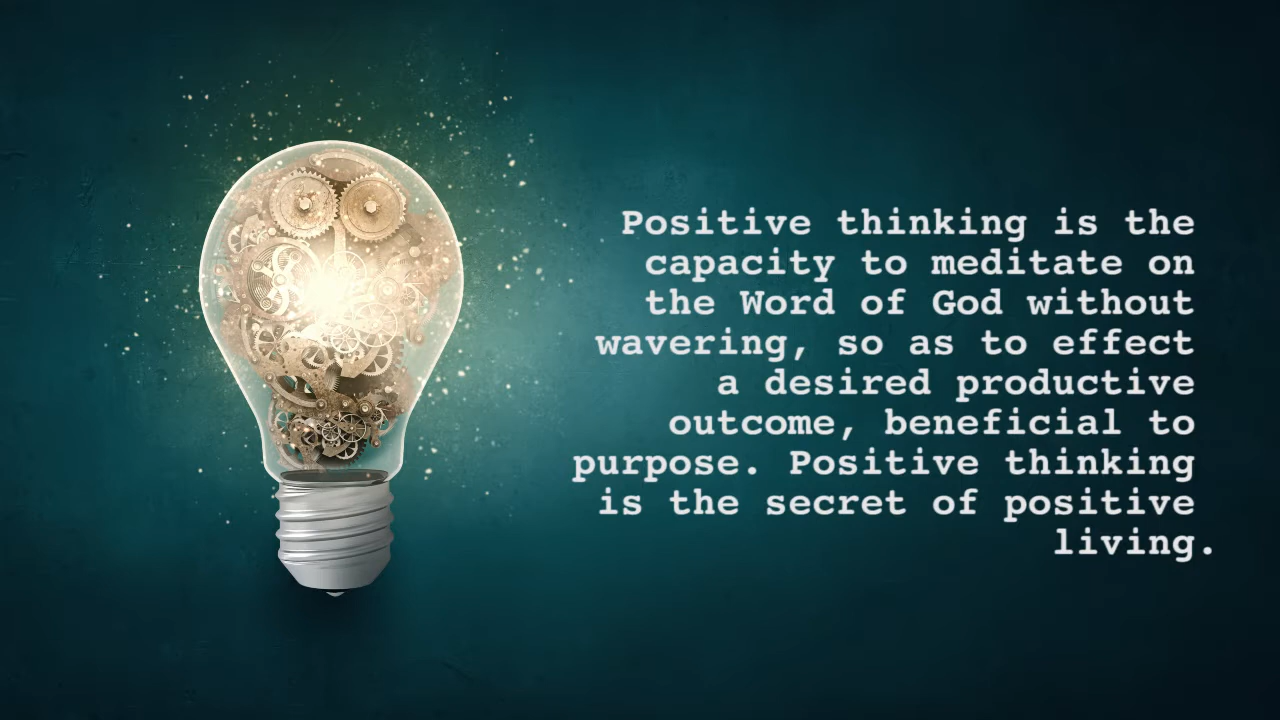 Positive thinking is the
capacity to meditate on
the Word of God without
wavering, so as to effect
a desired productive
outcome, beneficial to
purpose. Positive thinking
is the secret of positive
living.